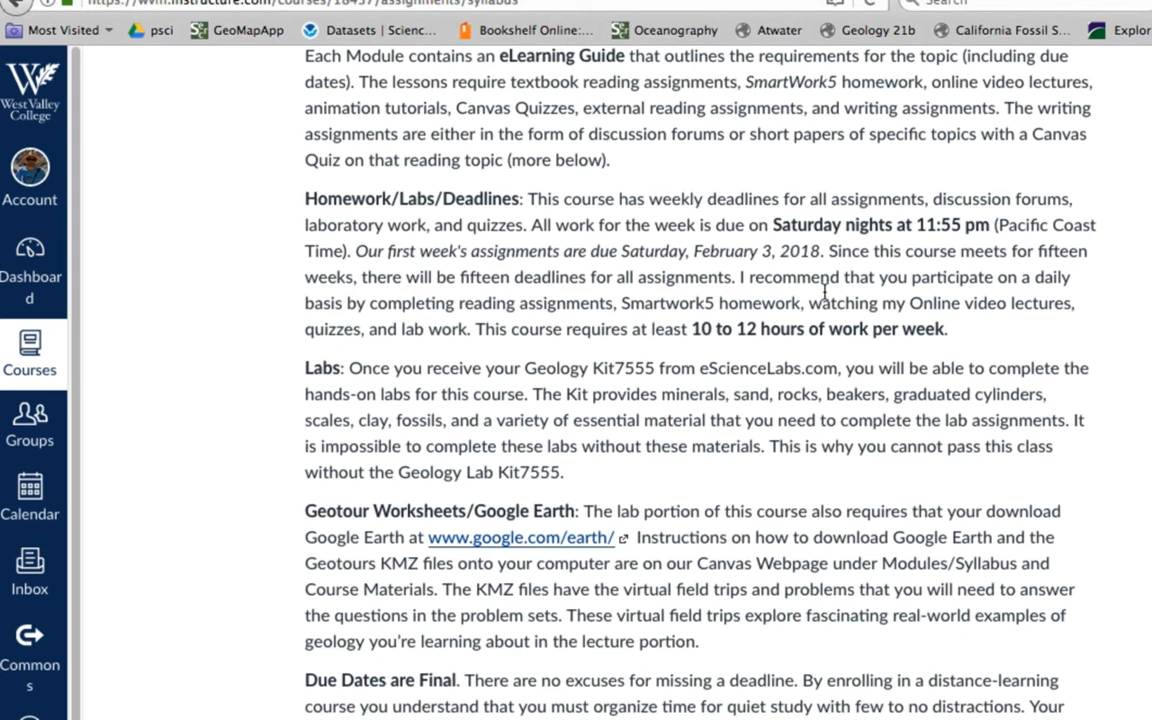 Search
Most Visited
psci
GeoMapApp
Datasets | Scienc...
Bookshelf Online:...
Oceanography
Atwater
Geology 21b
California Fossil S...
Explor
West Valley
College
Account
Dashboar
d
Courses
Groups
Calendar
Inbox
Common
s
Each Module contains an eLearning Guide that outlines the requirements for the topic (including due
dates). The lessons require textbook reading assignments, SmartWork5 homework, online video lectures,
animation tutorials, Canvas Quizzes, external reading assignments, and writing assignments. The writing
assignments are either in the form of discussion forums or short papers of specific topics with a Canvas
Quiz on that reading topic (more below).
Homework/Labs/Deadlines: This course has weekly deadlines for all assignments, discussion forums,
laboratory work, and quizzes. All work for the week is due on Saturday nights at 11:55 pm (Pacific Coast
Time). Our first week's assignments are due Saturday, February 3, 2018. Since this course meets for fifteen
weeks, there will be fifteen deadlines for all assignments. I recommend that you participate on a daily
basis by completing reading assignments, Smartwork5 homework, watching my Online video lectures,
quizzes, and lab work. This course requires at least 10 to 12 hours of work per week.
Labs: Once you receive your Geology Kit7555 from eScienceLabs.com, you will be able to complete the
hands-on labs for this course. The Kit provides minerals, sand, rocks, beakers, graduated cylinders,
scales, clay, fossils, and a variety of essential material that you need to complete the lab assignments. It
is impossible to complete these labs without these materials. This is why you cannot pass this class
without the Geology Lab Kit7555.
Geotour Worksheets/Google Earth: The lab portion of this course also requires that your download
Google Earth at www.google.com/earth/ Instructions on how to download Google Earth and the
Geotours KMZ files onto your computer are on our Canvas Webpage under Modules/Syllabus and
Course Materials. The KMZ files have the virtual field trips and problems that you will need to answer
the questions in the problem sets. These virtual field trips explore fascinating real-world examples of
geology you're learning about in the lecture portion.
Due Dates are Final. There are no excuses for missing a deadline. By enrolling in a distance-learning
course you understand that you must organize time for quiet study with few to no distractions. Your